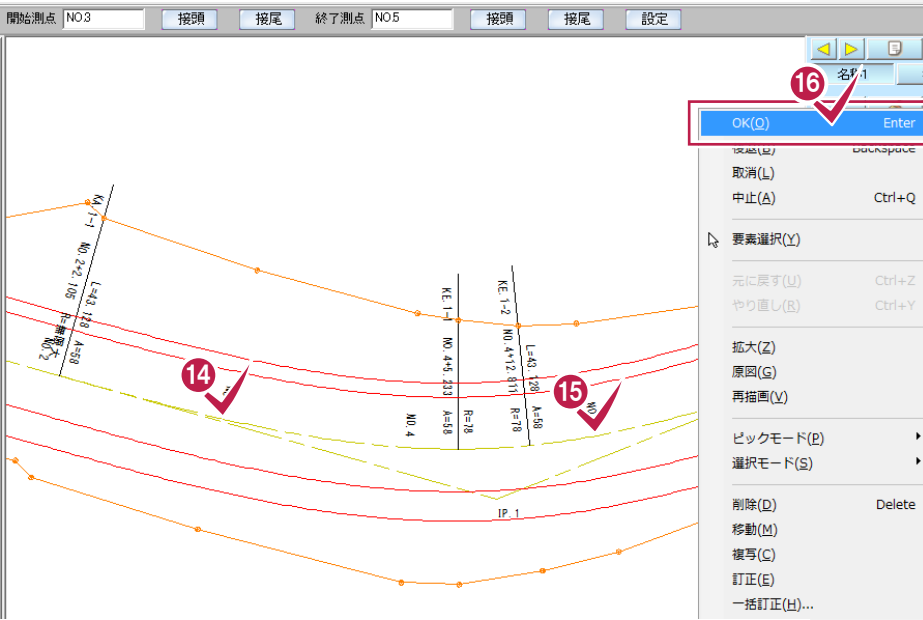 開始測点 NO.3 接頭 接尾 終了測点 NO.5 接頭 接尾 設定
名称1
16
OK(O) Enter
後退(B) Backspace
取消(L)
中止(A) Ctrl+Q
要素選択(Y)
元に戻す(U) Ctrl+Z
やり直し(R) Ctrl+Y
拡大(Z)
原図(G)
再描画(V)
ピックモード(P)
選択モード(S)
削除(D) Delete
移動(M)
複写(C)
訂正(E)
一括訂正(H)...
KA.1-1 NO.2+2.105
L=43.128 A=58
R=無限大
NO.2
14
KE.1-1 NO.4+5.233 A=58
R=78
NO.4
KE.1-2 NO.4+12.811 R=78
L=43.128 A=58
15
NO
IP.1